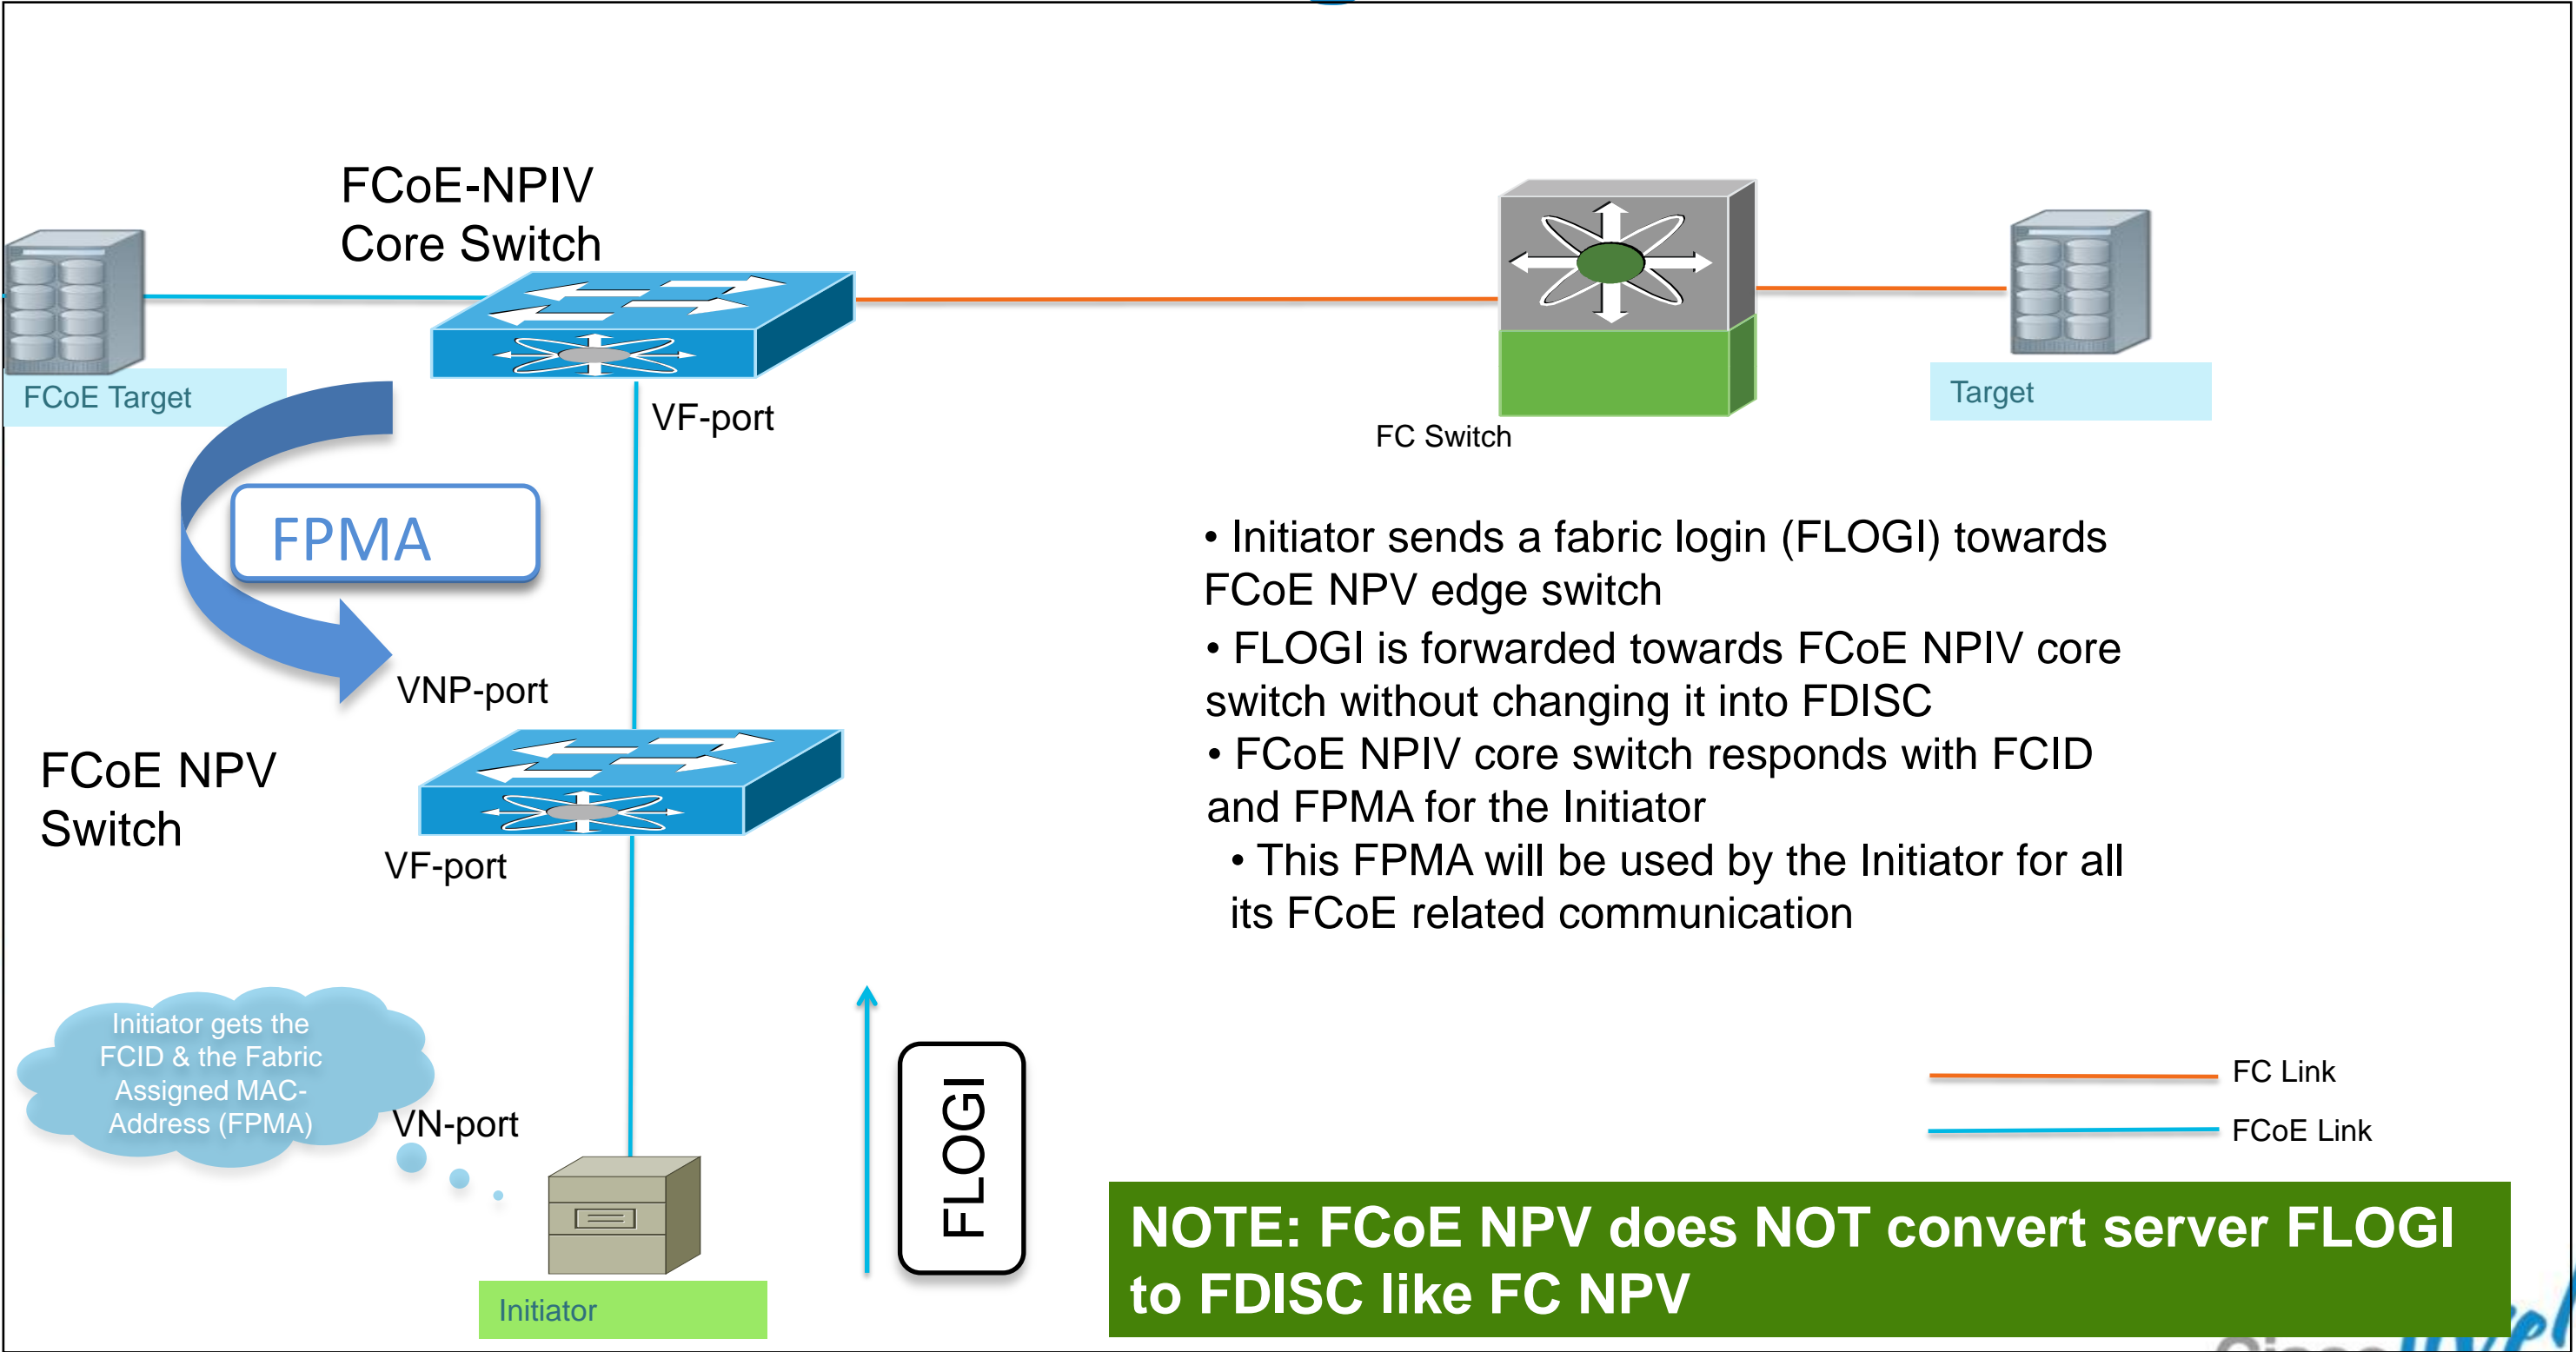 FCoE-NPIV
Core Switch
FCoE Target
VF-port
FC Switch
Target
FPMA
VNP-port
FCoE NPV
Switch
VF-port
• Initiator sends a fabric login (FLOGI) towards
FCoE NPV edge switch
• FLOGI is forwarded towards FCoE NPIV core
switch without changing it into FDISC
• FCoE NPIV core switch responds with FCID
and FPMA for the Initiator
• This FPMA will be used by the Initiator for all
its FCoE related communication
Initiator gets the
FCID & the Fabric
Assigned MAC-
Address (FPMA)
VN-port
FLOGI
Initiator
FC Link
FCoE Link
NOTE: FCoE NPV does NOT convert server FLOGI
to FDISC like FC NPV